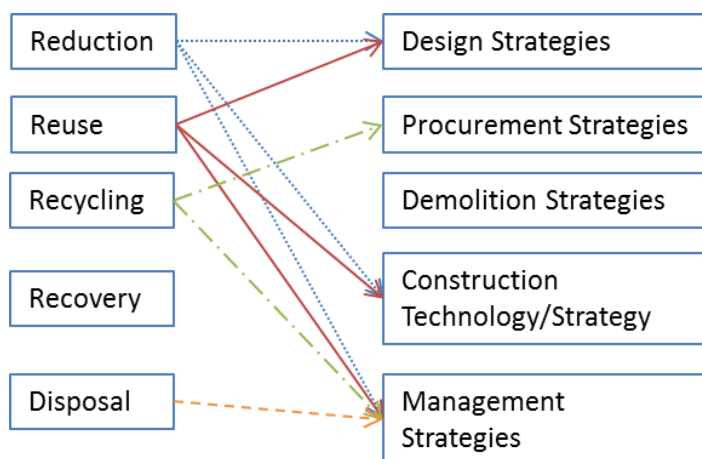 Reduction
Design Strategies
Reuse
Procurement Strategies
Recycling
Demolition Strategies
Recovery
Construction
Technology/Strategy
Disposal
Management
Strategies